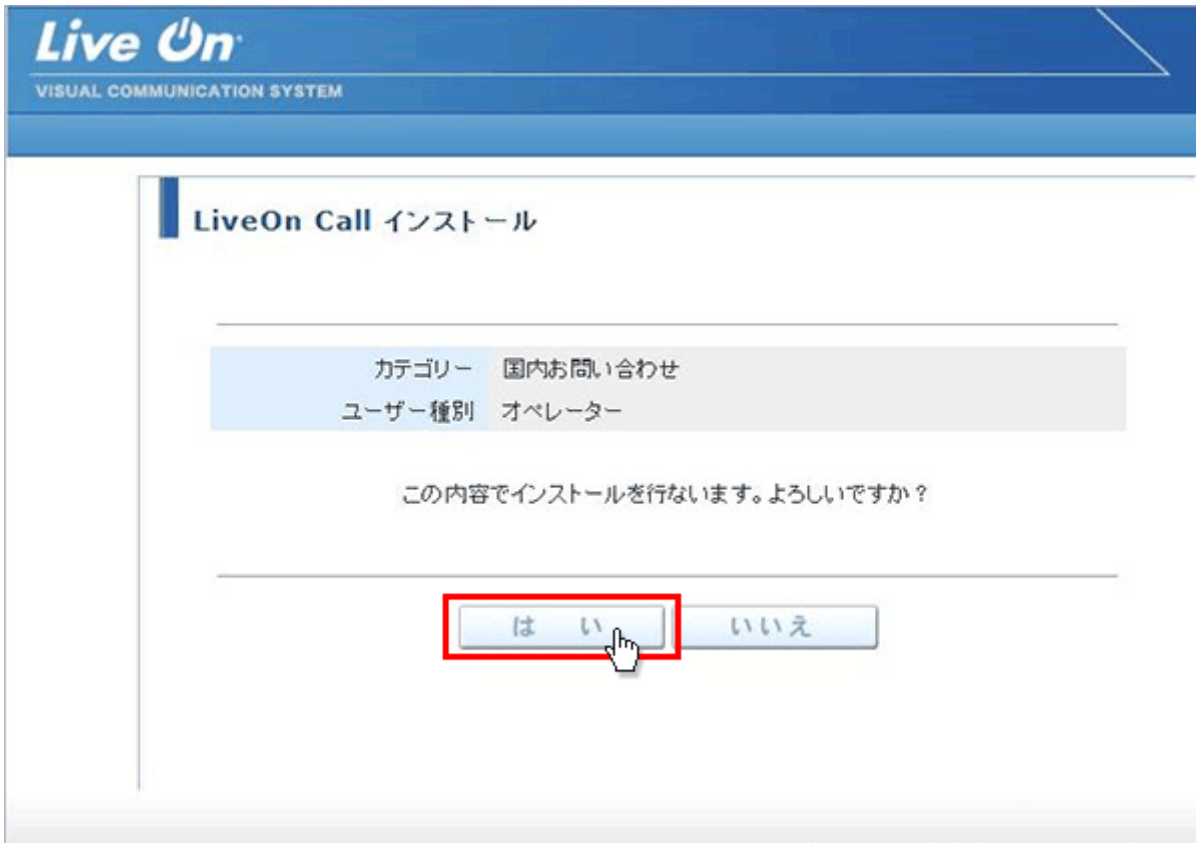 Live On
VISUAL COMMUNICATION SYSTEM
LiveOn Call インストール
カテゴリー 国内お問い合わせ
ユーザー種別 オペレーター
この内容でインストールを行ないます。よろしいですか？
は い いいえ